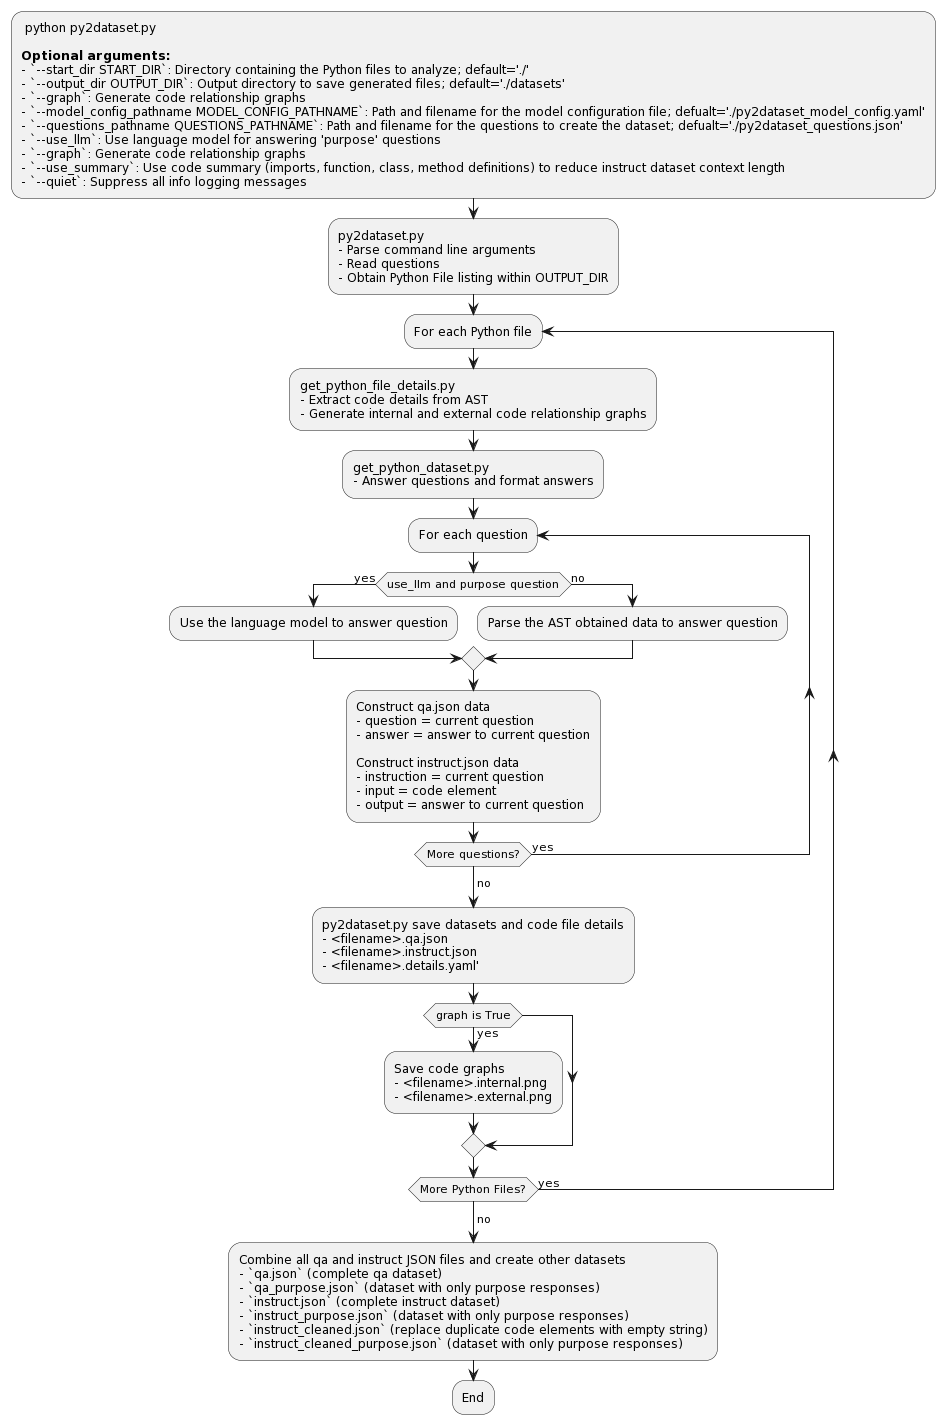 python py2dataset.py
Optional arguments:
- `--start_dir START_DIR`: Directory containing the Python files to analyze; default='./'
- `--output_dir OUTPUT_DIR`: Output directory to save generated files; default='./datasets'
- `--graph`: Generate code relationship graphs
- `--model_config_pathname MODEL_CONFIG_PATHNAME`: Path and filename for the model configuration file; defualt='./py2dataset_model_config.yaml'
- `--questions_pathname QUESTIONS_PATHNAME`: Path and filename for the questions to create the dataset; defualt='./py2dataset_questions.json'
- `--use_llm`: Use language model for answering 'purpose' questions
- `--graph`: Generate code relationship graphs
- `--use_summary`: Use code summary (imports, function, class, method definitions) to reduce instruct dataset context length
- `--quiet`: Suppress all info logging messages
py2dataset.py
- Parse command line arguments
- Read questions
- Obtain Python File listing within OUTPUT_DIR
For each Python file
get_python_file_details.py
- Extract code details from AST
- Generate internal and external code relationship graphs
get_python_dataset.py
- Answer questions and format answers
For each question
yes
use_llm and purpose question
no
Use the language model to answer question
Parse the AST obtained data to answer question
Construct qa.json data
- question = current question
- answer = answer to current question
Construct instruct.json data
- instruction = current question
- input = code element
- output = answer to current question
More questions?
yes
no
py2dataset.py save datasets and code file details
- <filename>.qa.json
- <filename>.instruct.json
- <filename>.details.yaml'
graph is True
yes
Save code graphs
- <filename>.internal.png
- <filename>.external.png
More Python Files?
yes
no
Combine all qa and instruct JSON files and create other datasets
- `qa.json` (complete qa dataset)
- `qa_purpose.json` (dataset with only purpose responses)
- `instruct.json` (complete instruct dataset)
- `instruct_purpose.json` (dataset with only purpose responses)
- `instruct_cleaned.json` (replace duplicate code elements with empty string)
- `instruct_cleaned_purpose.json` (dataset with only purpose responses)
End